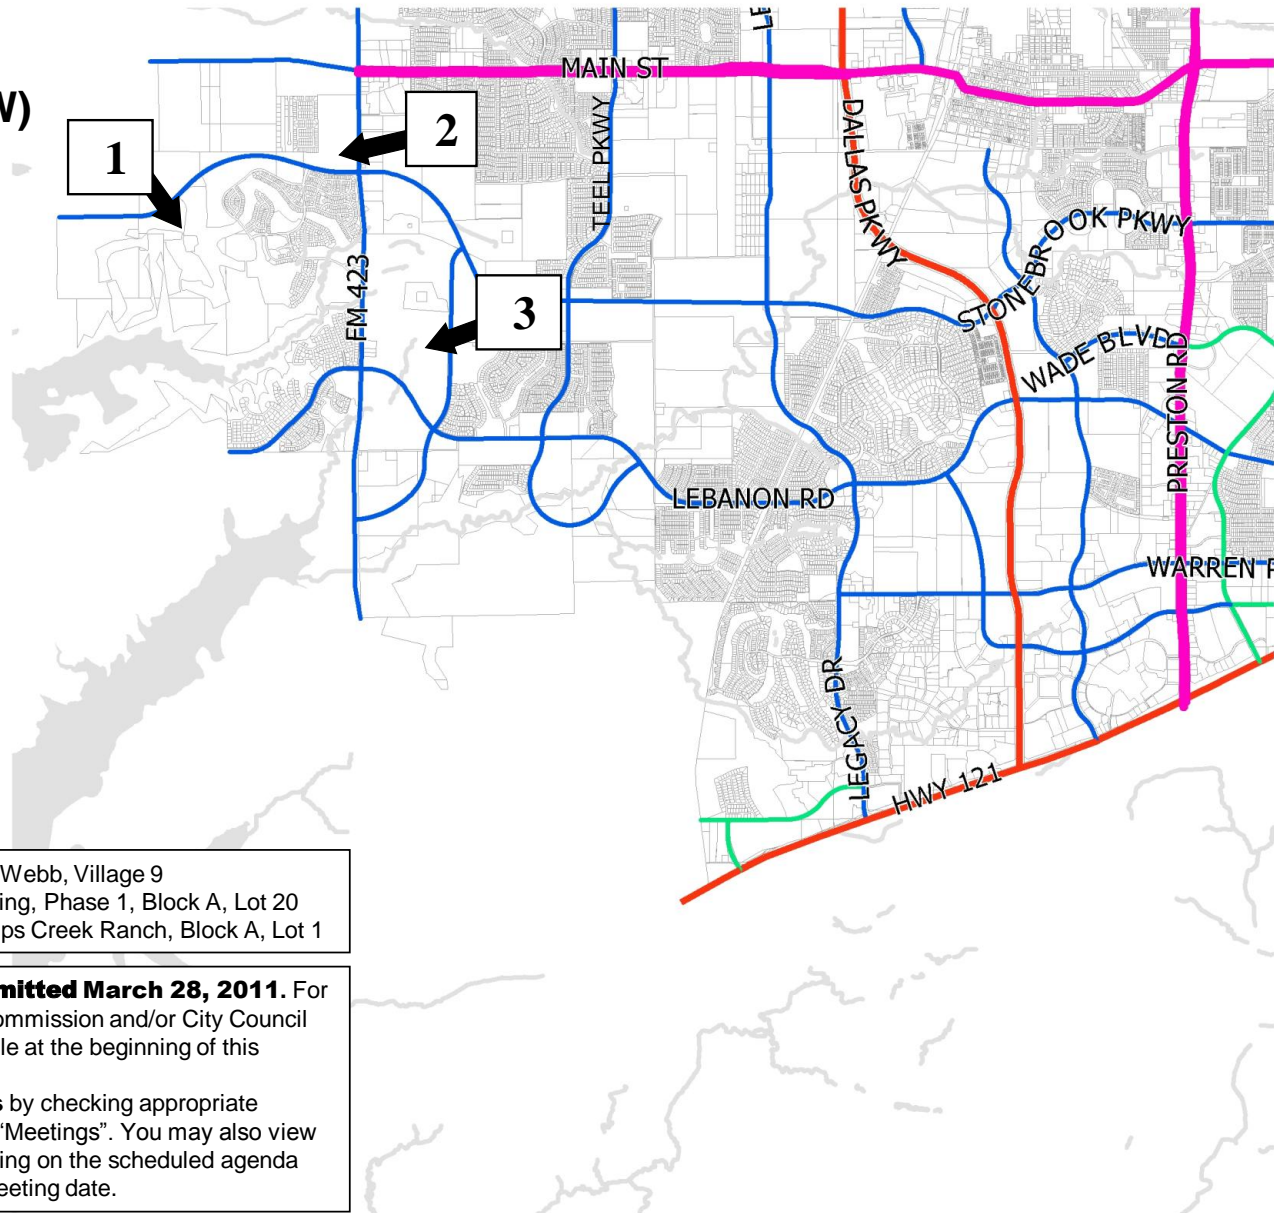 W)
MAIN ST
1
2
3
TEEL PKWY
DALLAS PKWY
STONEBROOK PKWY
FM 423
WADE BLVD
PRESTON RD
LEBANON RD
WARREN
LEGACY DR
HWY 121
Webb, Village 9
ing, Phase 1, Block A, Lot 20
ps Creek Ranch, Block A, Lot 1
mitted March 28, 2011. For
ommission and/or City Council
le at the beginning of this
s by checking appropriate
“Meetings”. You may also view
ing on the scheduled agenda
eeting date.